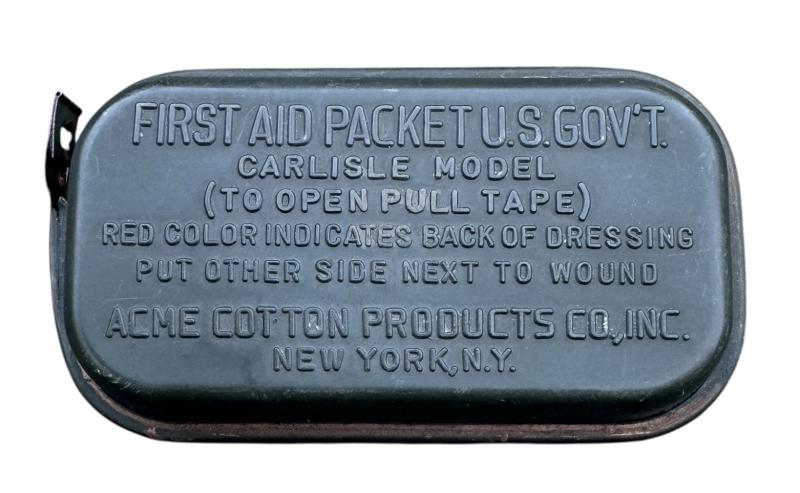 FIRST AID PACKET U.S. GOV'T.
CARLISLE MODEL
(TO OPEN PULL TAPE)
RED COLOR INDICATES BACK OF DRESSING
PUT OTHER SIDE NEXT TO WOUND
ACME COTTON PRODUCTS CO., INC.
NEW YORK, N.Y.